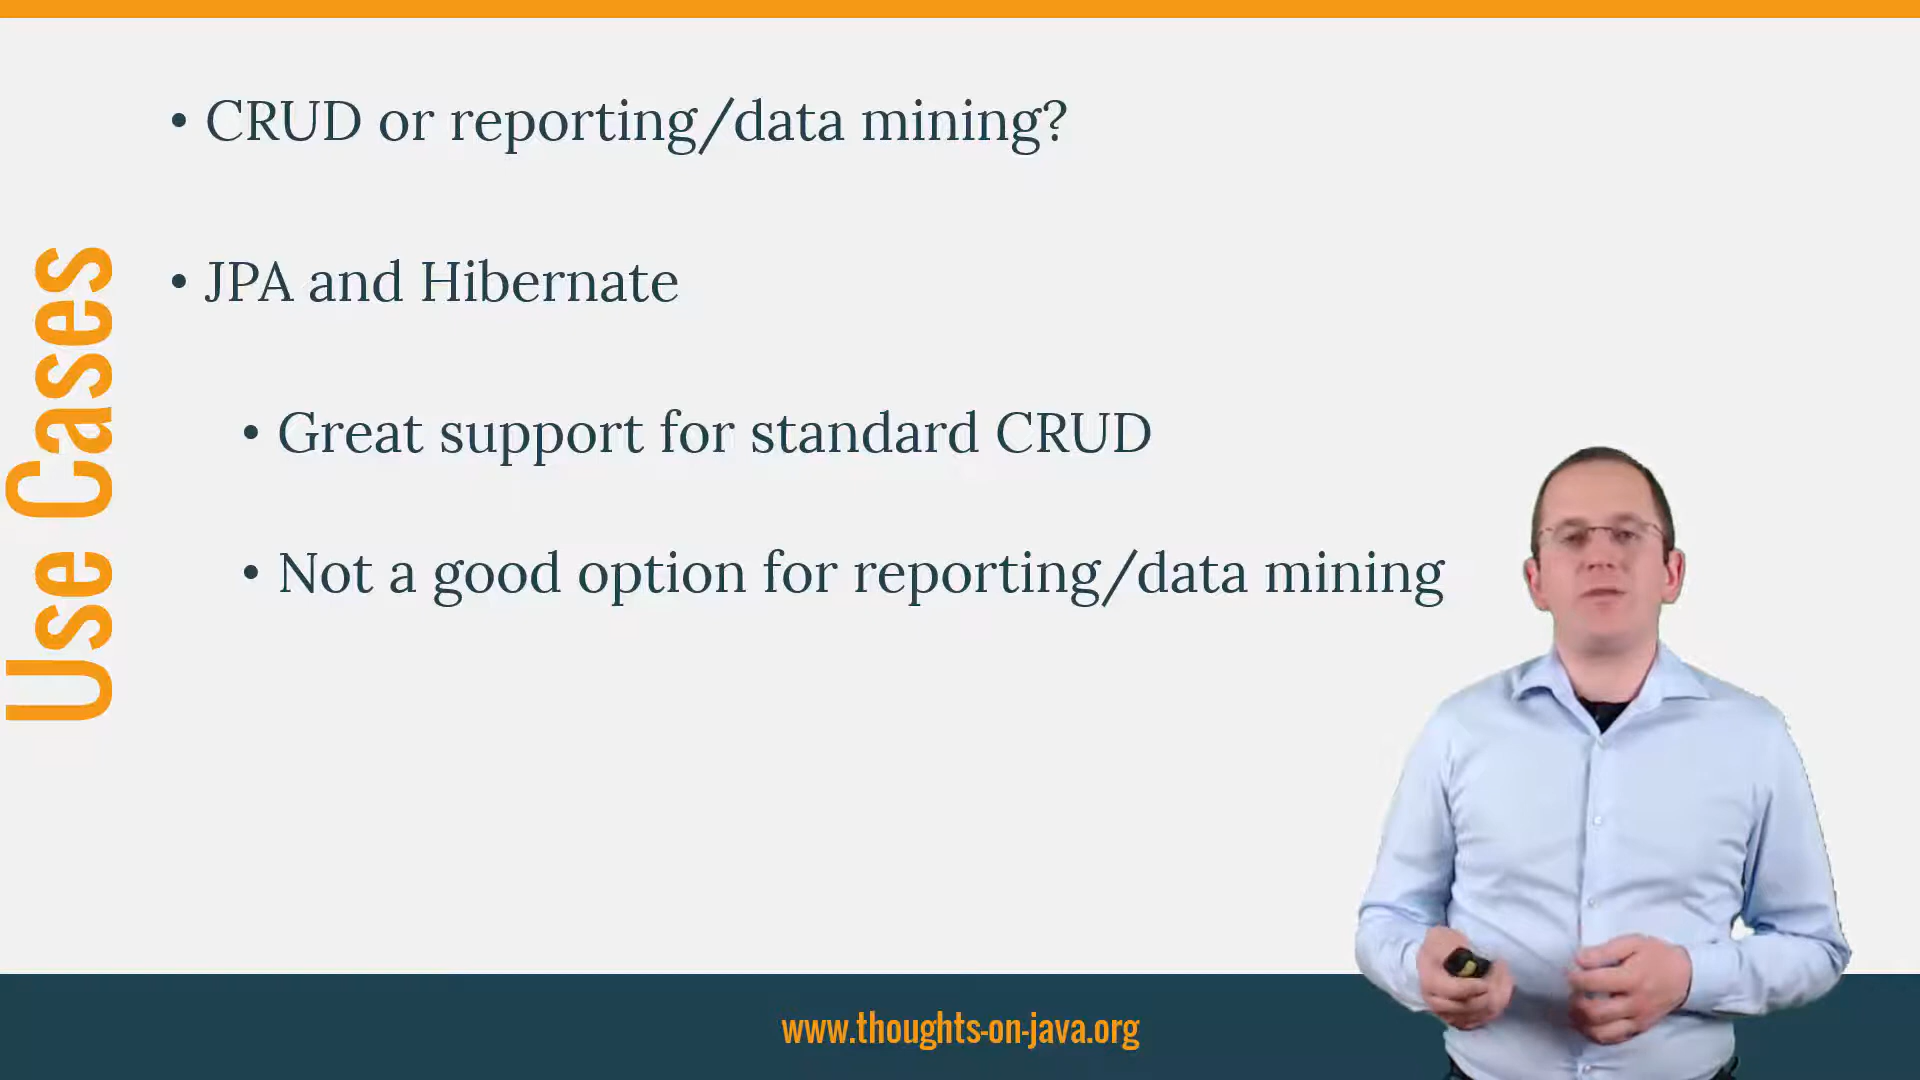 Use Cases
• CRUD or reporting/data mining?
• JPA and Hibernate
• Great support for standard CRUD
• Not a good option for reporting/data mining
www.thoughts-on-java.org